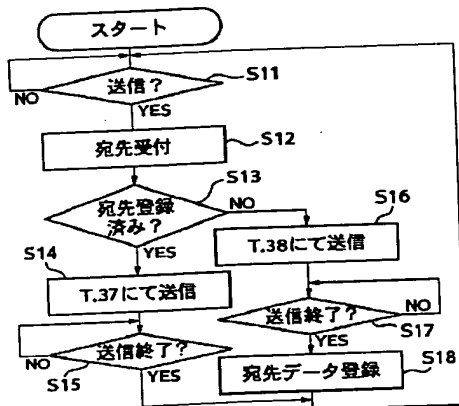 スタート
送信？
S11
NO
YES
宛先受付
S12
宛先登録
済み？
S13
NO
YES
S14
T.37にて送信
S16
T.38にて送信
送信終了？
NO
S15
YES
送信終了？
NO
S17
YES
宛先データ登録
S18